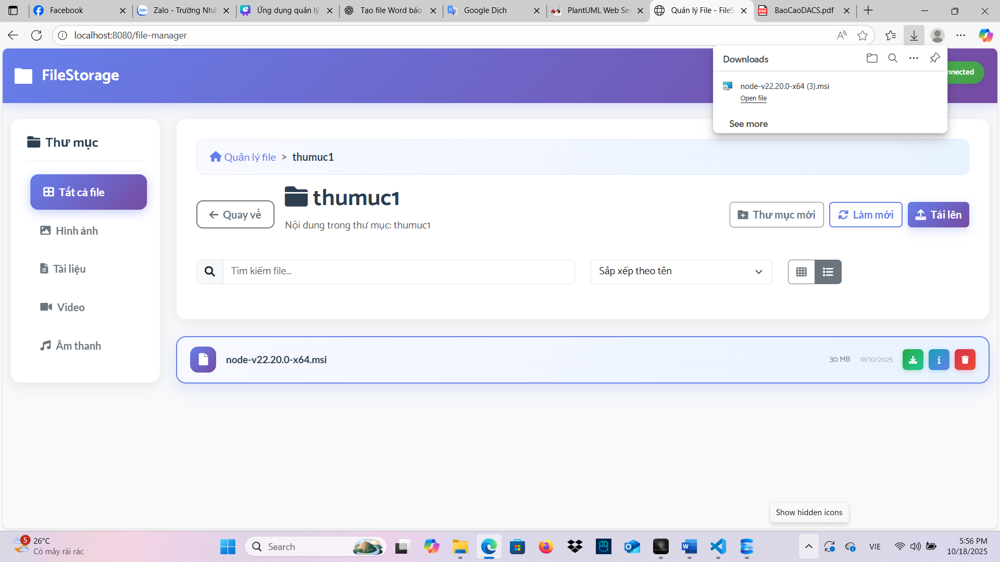 Facebook
Zalo - Trường Nhậ
Ứng dụng quản lý
Tạo file Word báo
Google Dịch
PlantUML Web Ser
Quản lý File - FileS
BaoCaoDACS.pdf
localhost:8080/file-manager
FileStorage
nnected
Downloads
node-v22.20.0-x64 (3).msi
Open file
See more
Thư mục
Tất cả file
Hình ảnh
Tài liệu
Video
Âm thanh
Quản lý file > thumuc1
Quay về
thumuc1
Nội dung trong thư mục: thumuc1
Thư mục mới
Làm mới
Tải lên
Tìm kiếm file...
Sắp xếp theo tên
node-v22.20.0-x64.msi
30 MB
18/10/2025
Show hidden icons
5
26°C
Có mây rải rác
Search
VIE
5:56 PM
10/18/2025